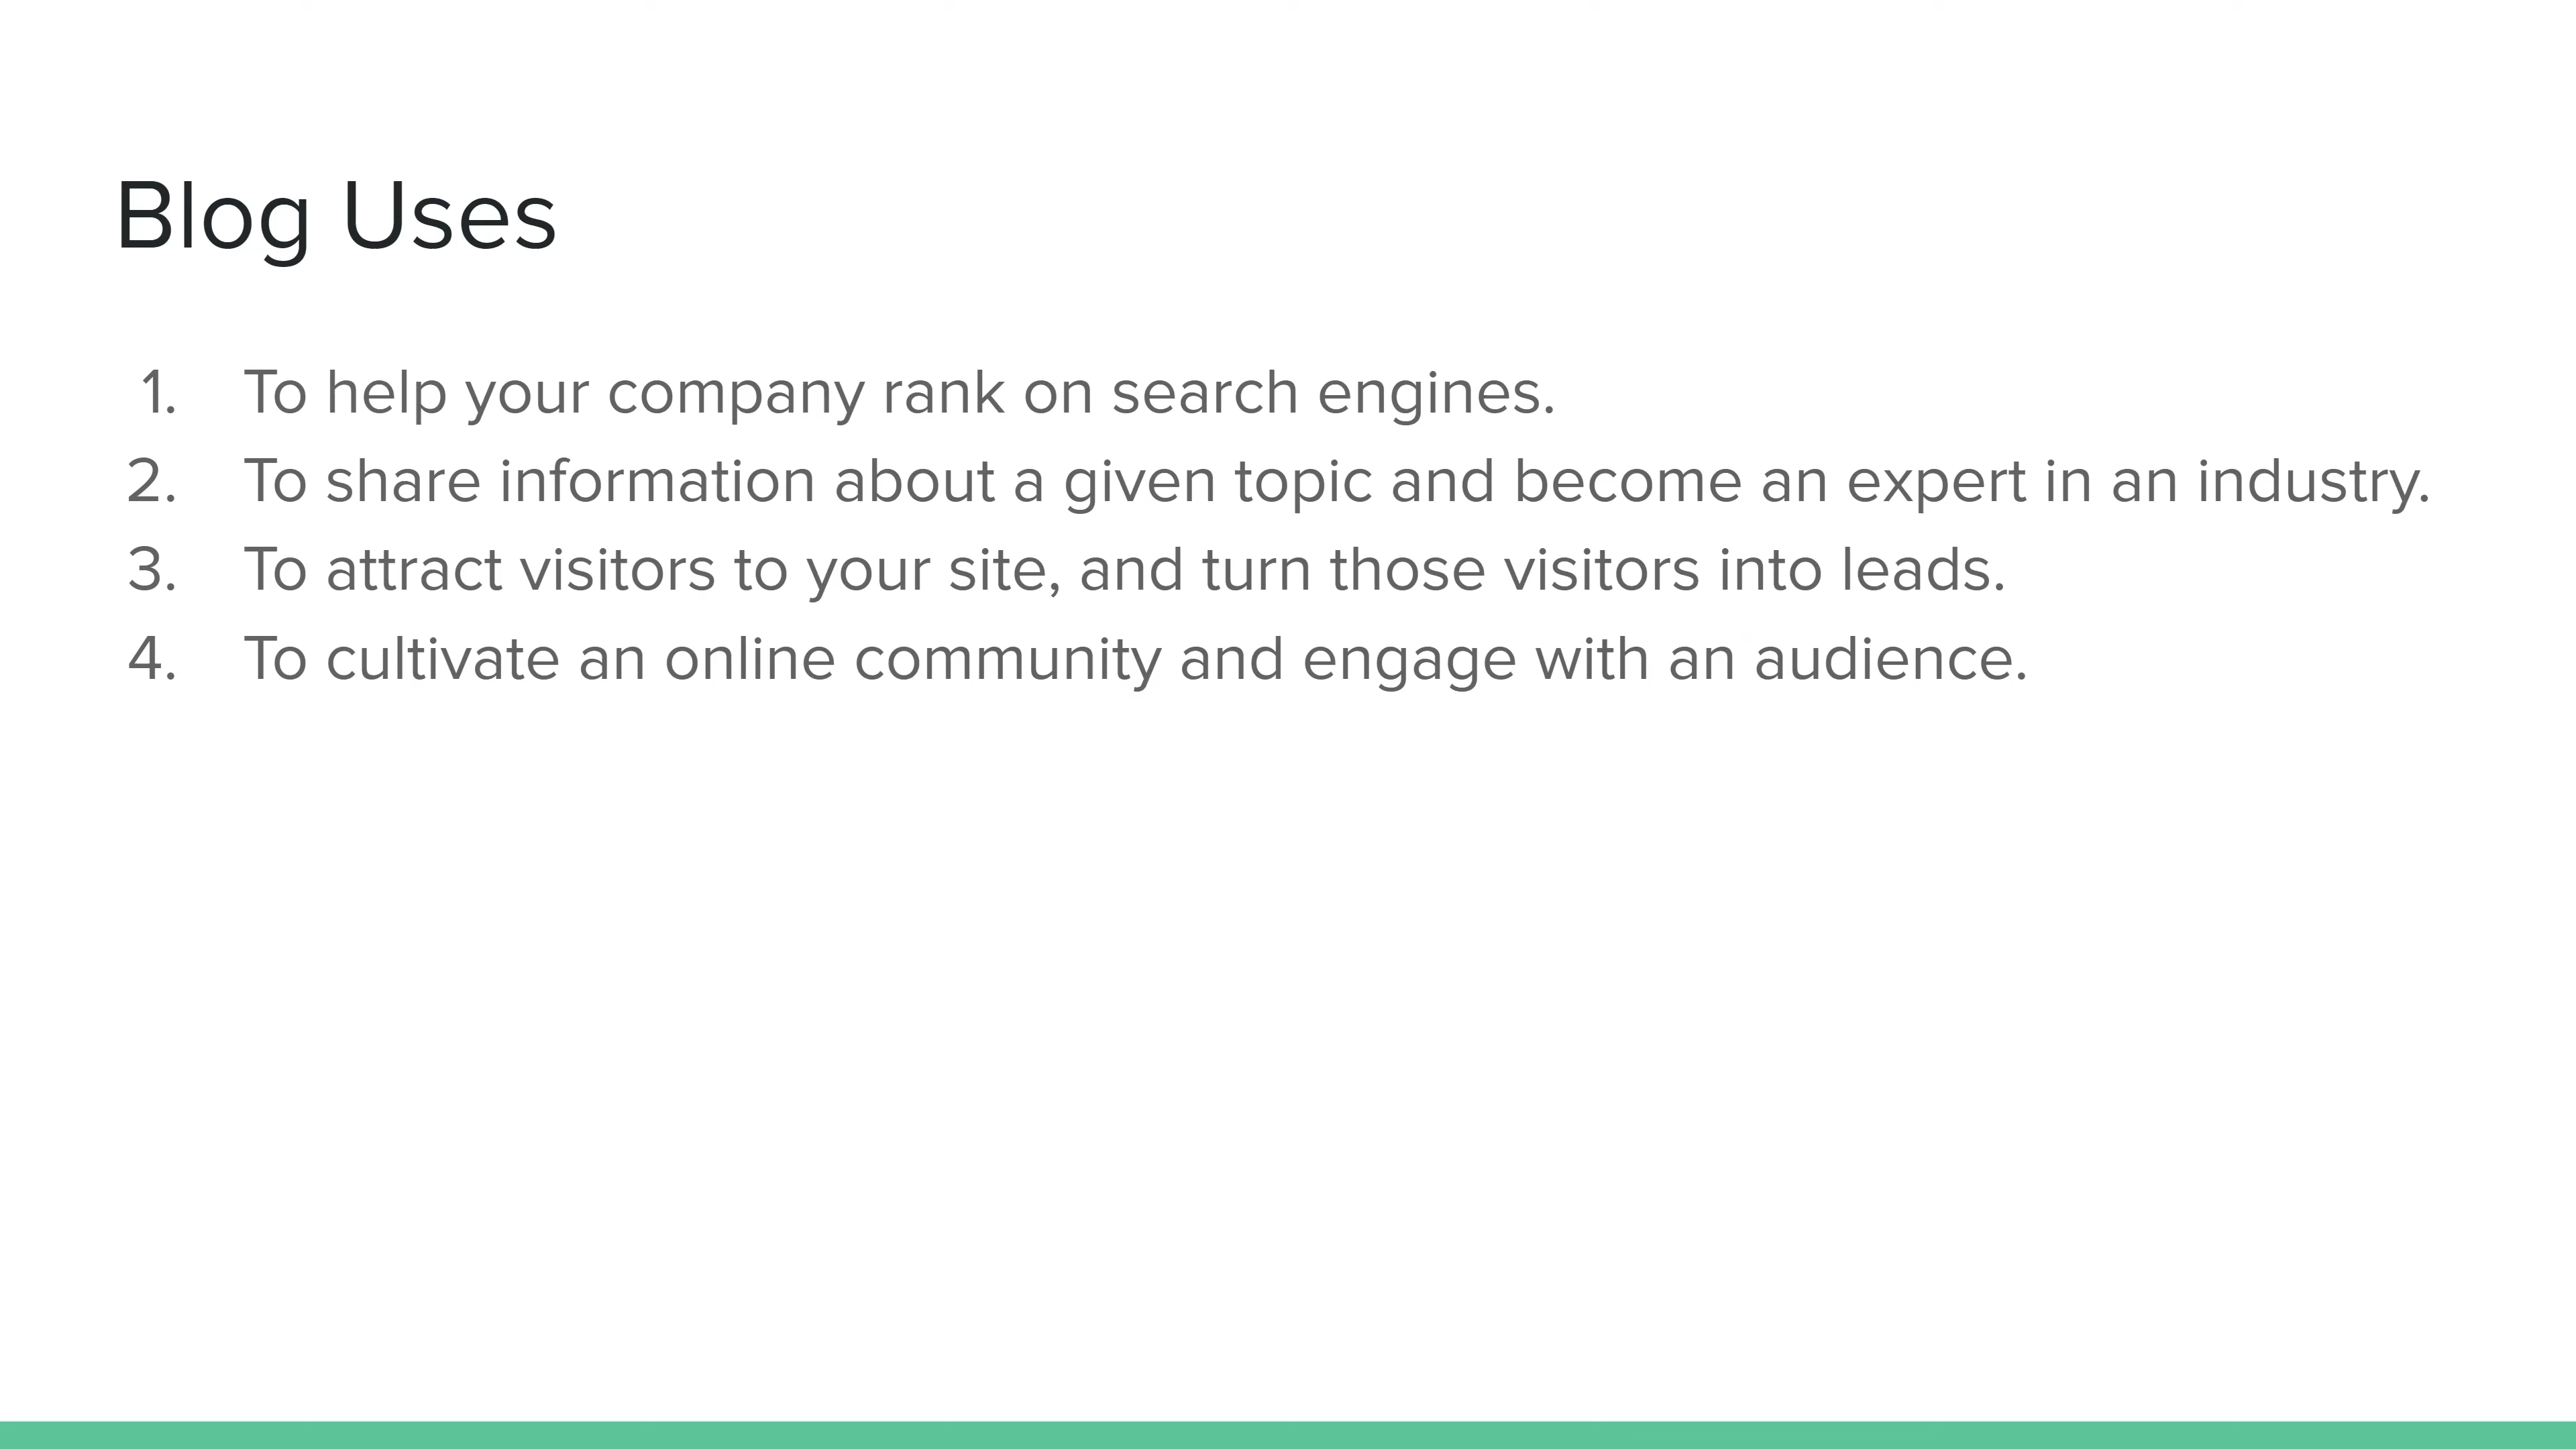 Blog Uses
1. To help your company rank on search engines.
2. To share information about a given topic and become an expert in an industry.
3. To attract visitors to your site, and turn those visitors into leads.
4. To cultivate an online community and engage with an audience.